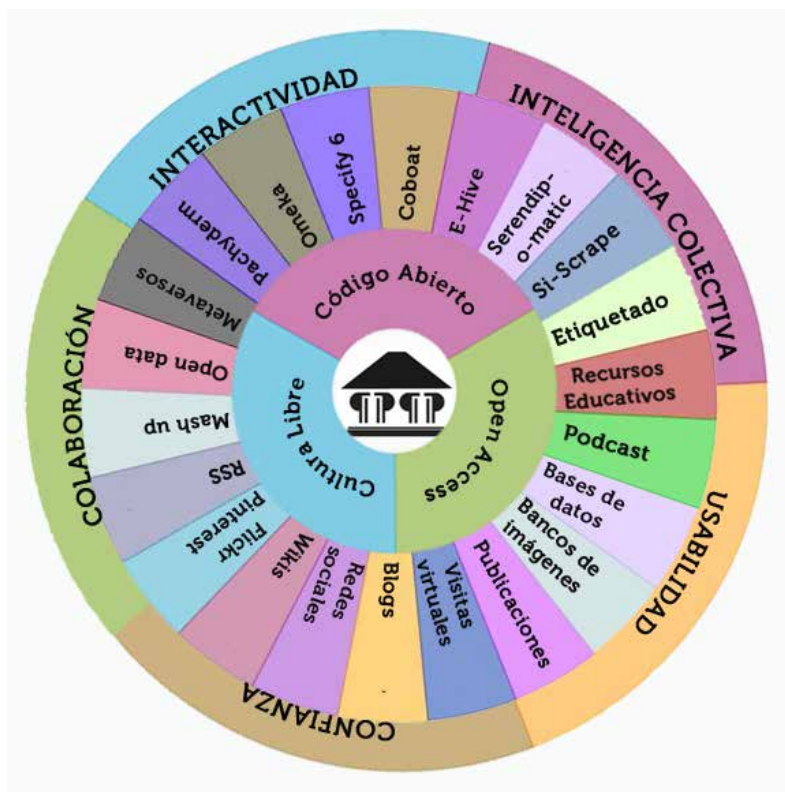 INTERACTIVIDAD
INTELIGENCIA COLECTIVA
USABILIDAD
CONFIANZA
COLABORACIÓN
Pachyderm
Omeka
Specify 6
Coboat
E-Hive
Serendip-
o-matic
Si-Scrape
Etiquetado
Recursos
Educativos
Podcast
Bases de
datos
Bancos de
imágenes
Publicaciones
Visitas
virtuales
Blogs
Redes
sociales
Wikis
Flickr
Pinterest
RSS
Mash up
Open data
Metaversos
Código Abierto
Open Access
Cultura Libre